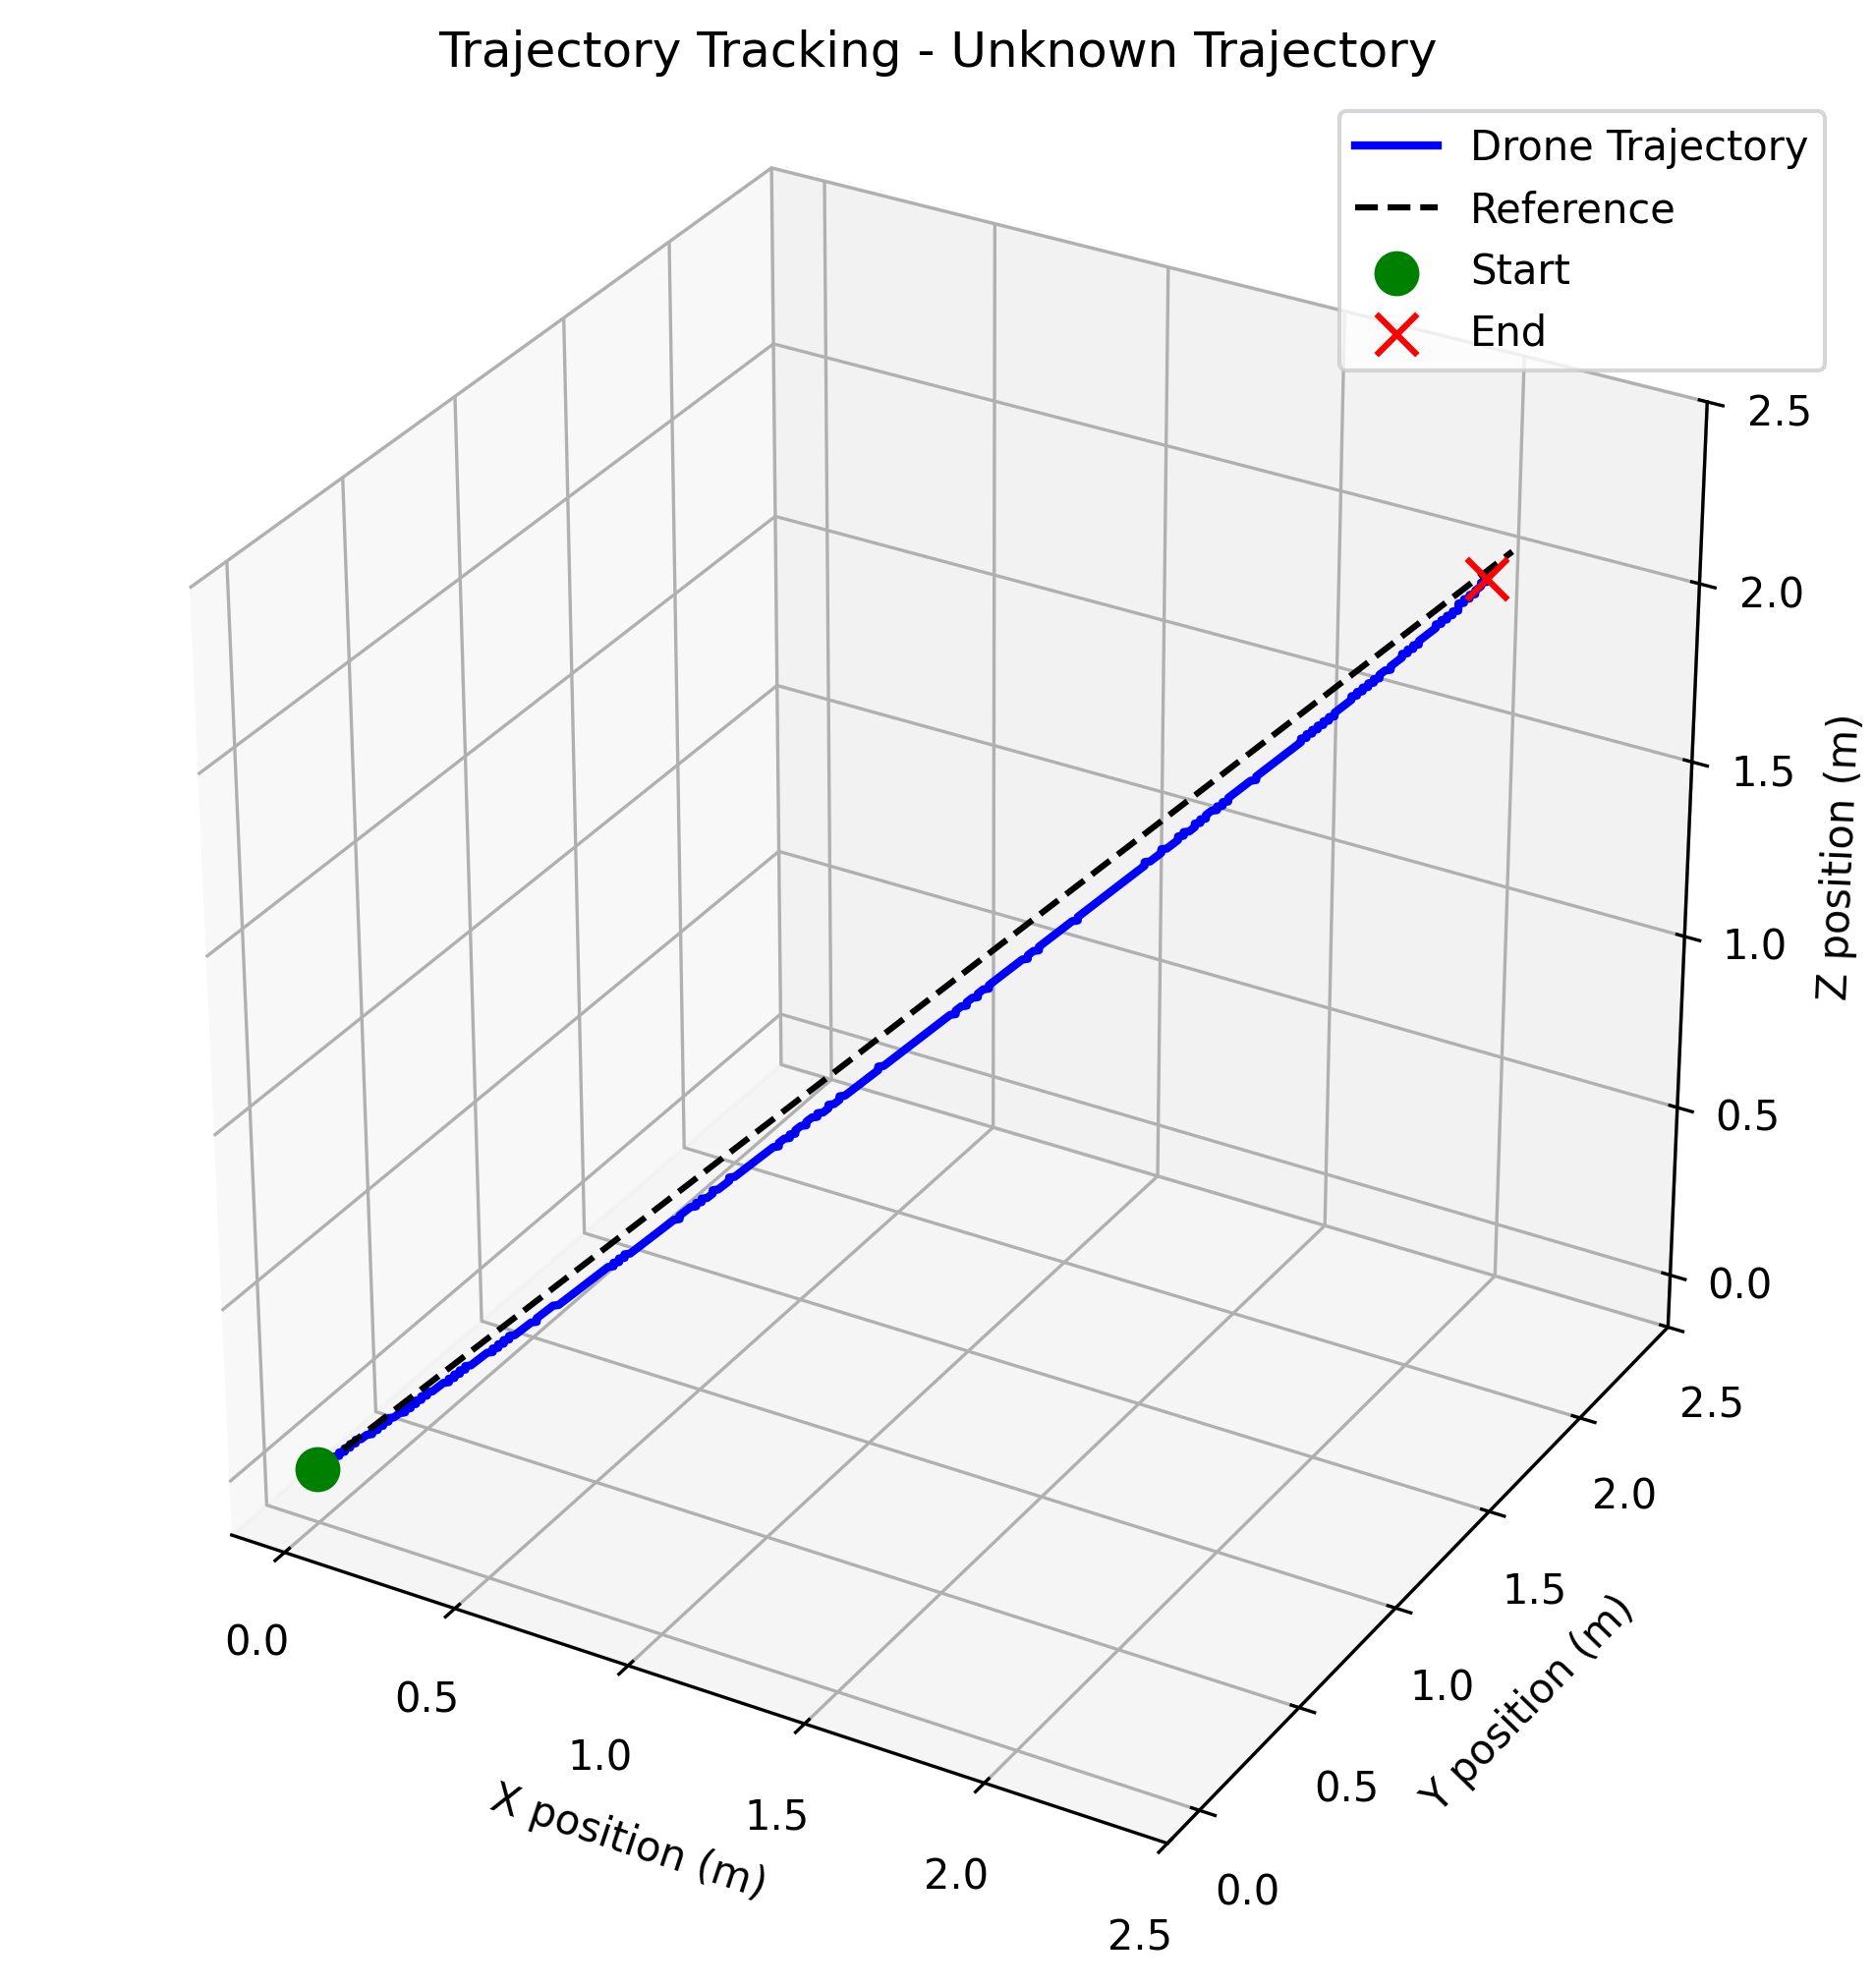 Trajectory Tracking - Unknown Trajectory
Drone Trajectory
Reference
Start
End
2.5
2.0
1.5
1.0
0.5
0.0
Z position (m)
2.5
2.0
1.5
1.0
0.5
0.0
Y position (m)
0.0
0.5
1.0
1.5
2.0
2.5
X position (m)